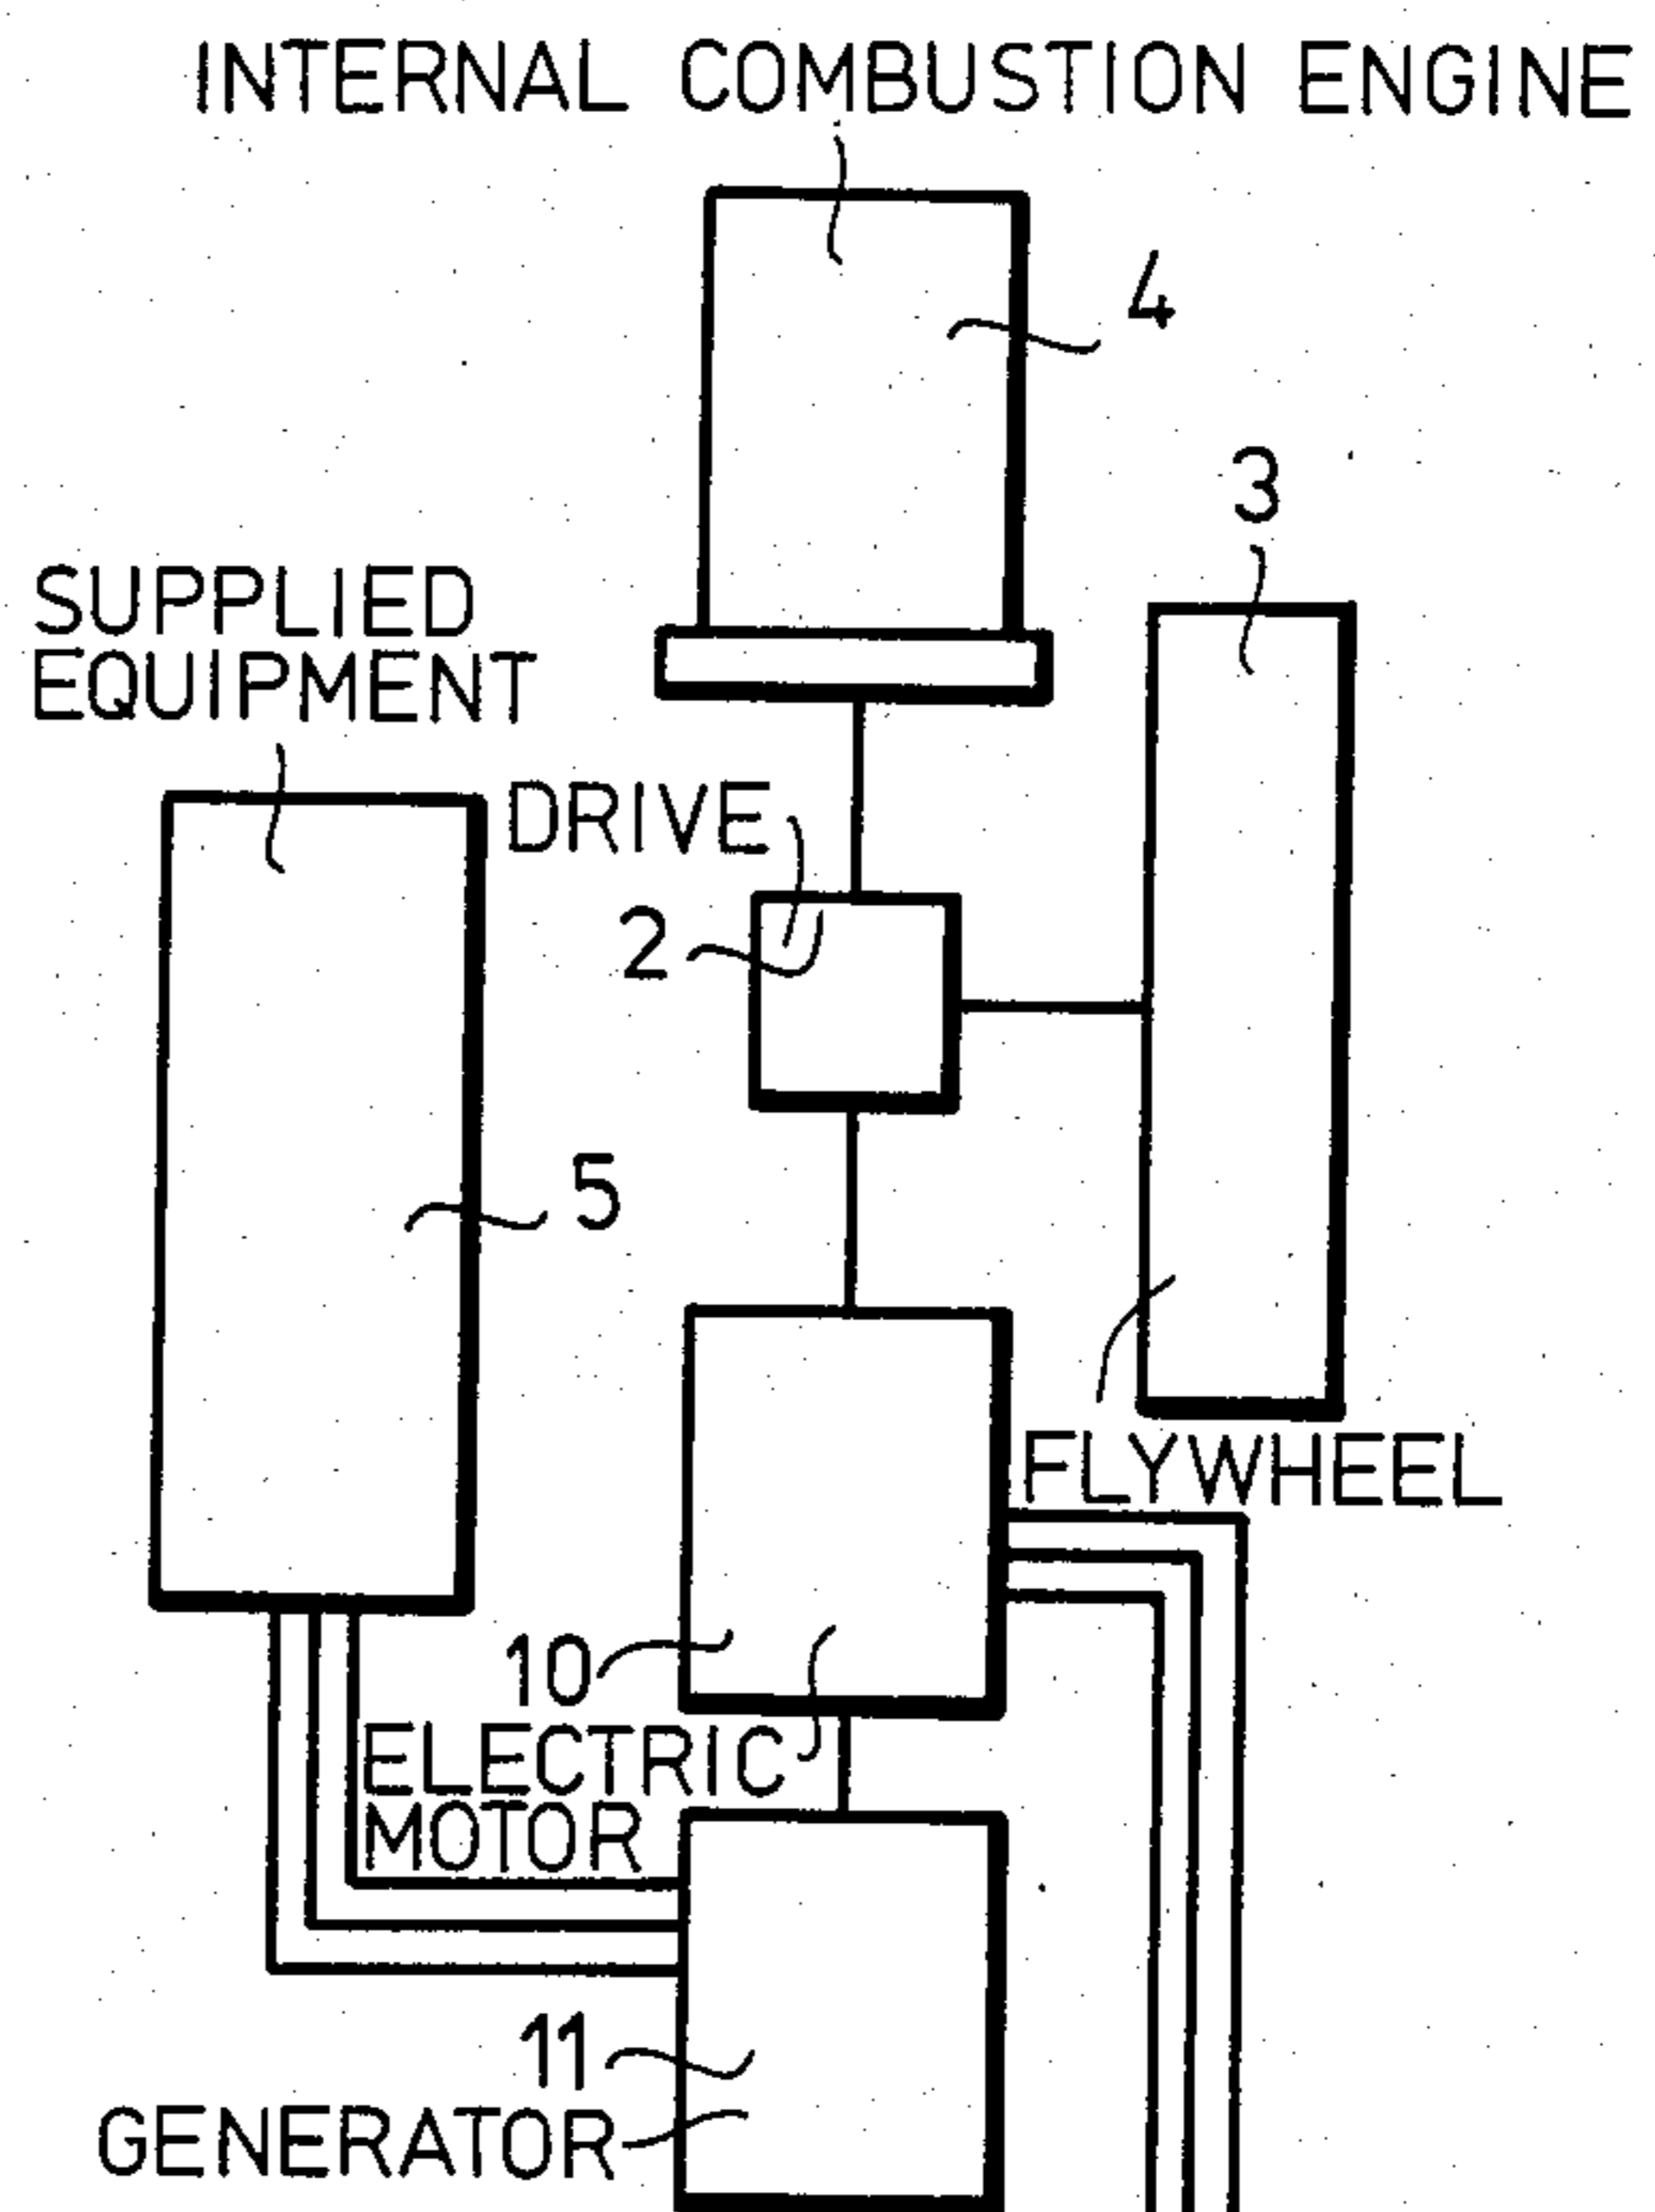 INTERNAL COMBUSTION ENGINE
4
3
SUPPLIED
EQUIPMENT
DRIVE
2
5
FLYWHEEL
10
ELECTRIC
MOTOR
11
GENERATOR